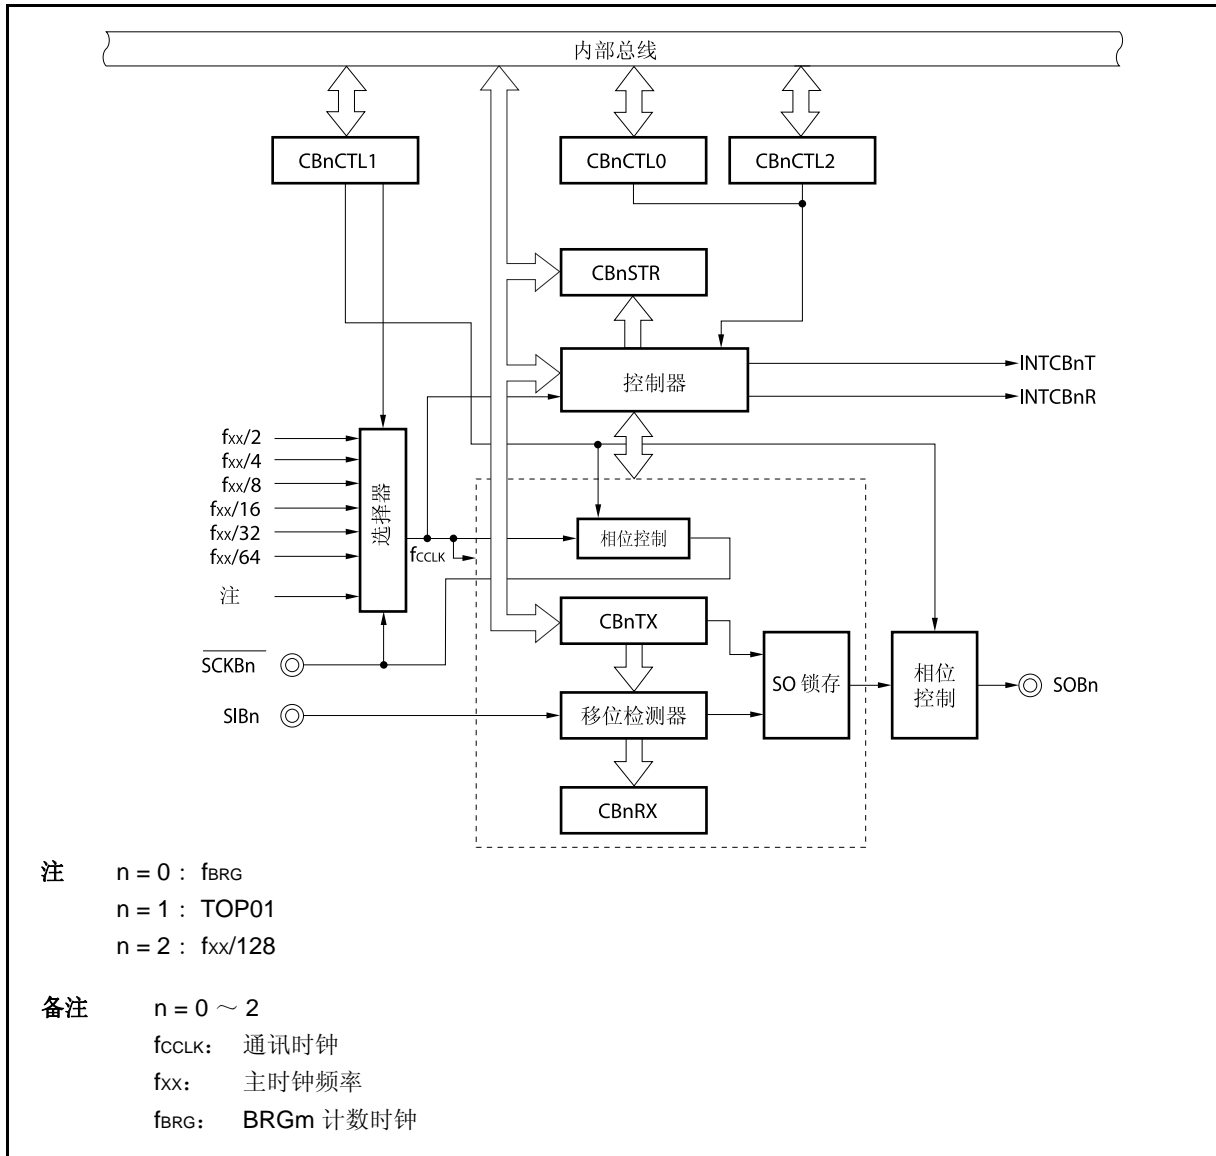 内部总线
CBnCTL1
CBnCTL0
CBnCTL2
CBnSTR
控制器
INTCBnT
INTCBnR
fxx/2
fxx/4
fxx/8
fxx/16
fxx/32
fxx/64
注
选择器
fCCLK
相位控制
CBnTX
SCKBn
SO 锁存
相位
控制
SOBn
SIBn
移位检测器
CBnRX
注 n = 0 : fBRG
n = 1 : TOP01
n = 2 : fxx/128
备注 n = 0 ～ 2
fCCLK: 通讯时钟
fxx: 主时钟频率
fBRG: BRGm 计数时钟